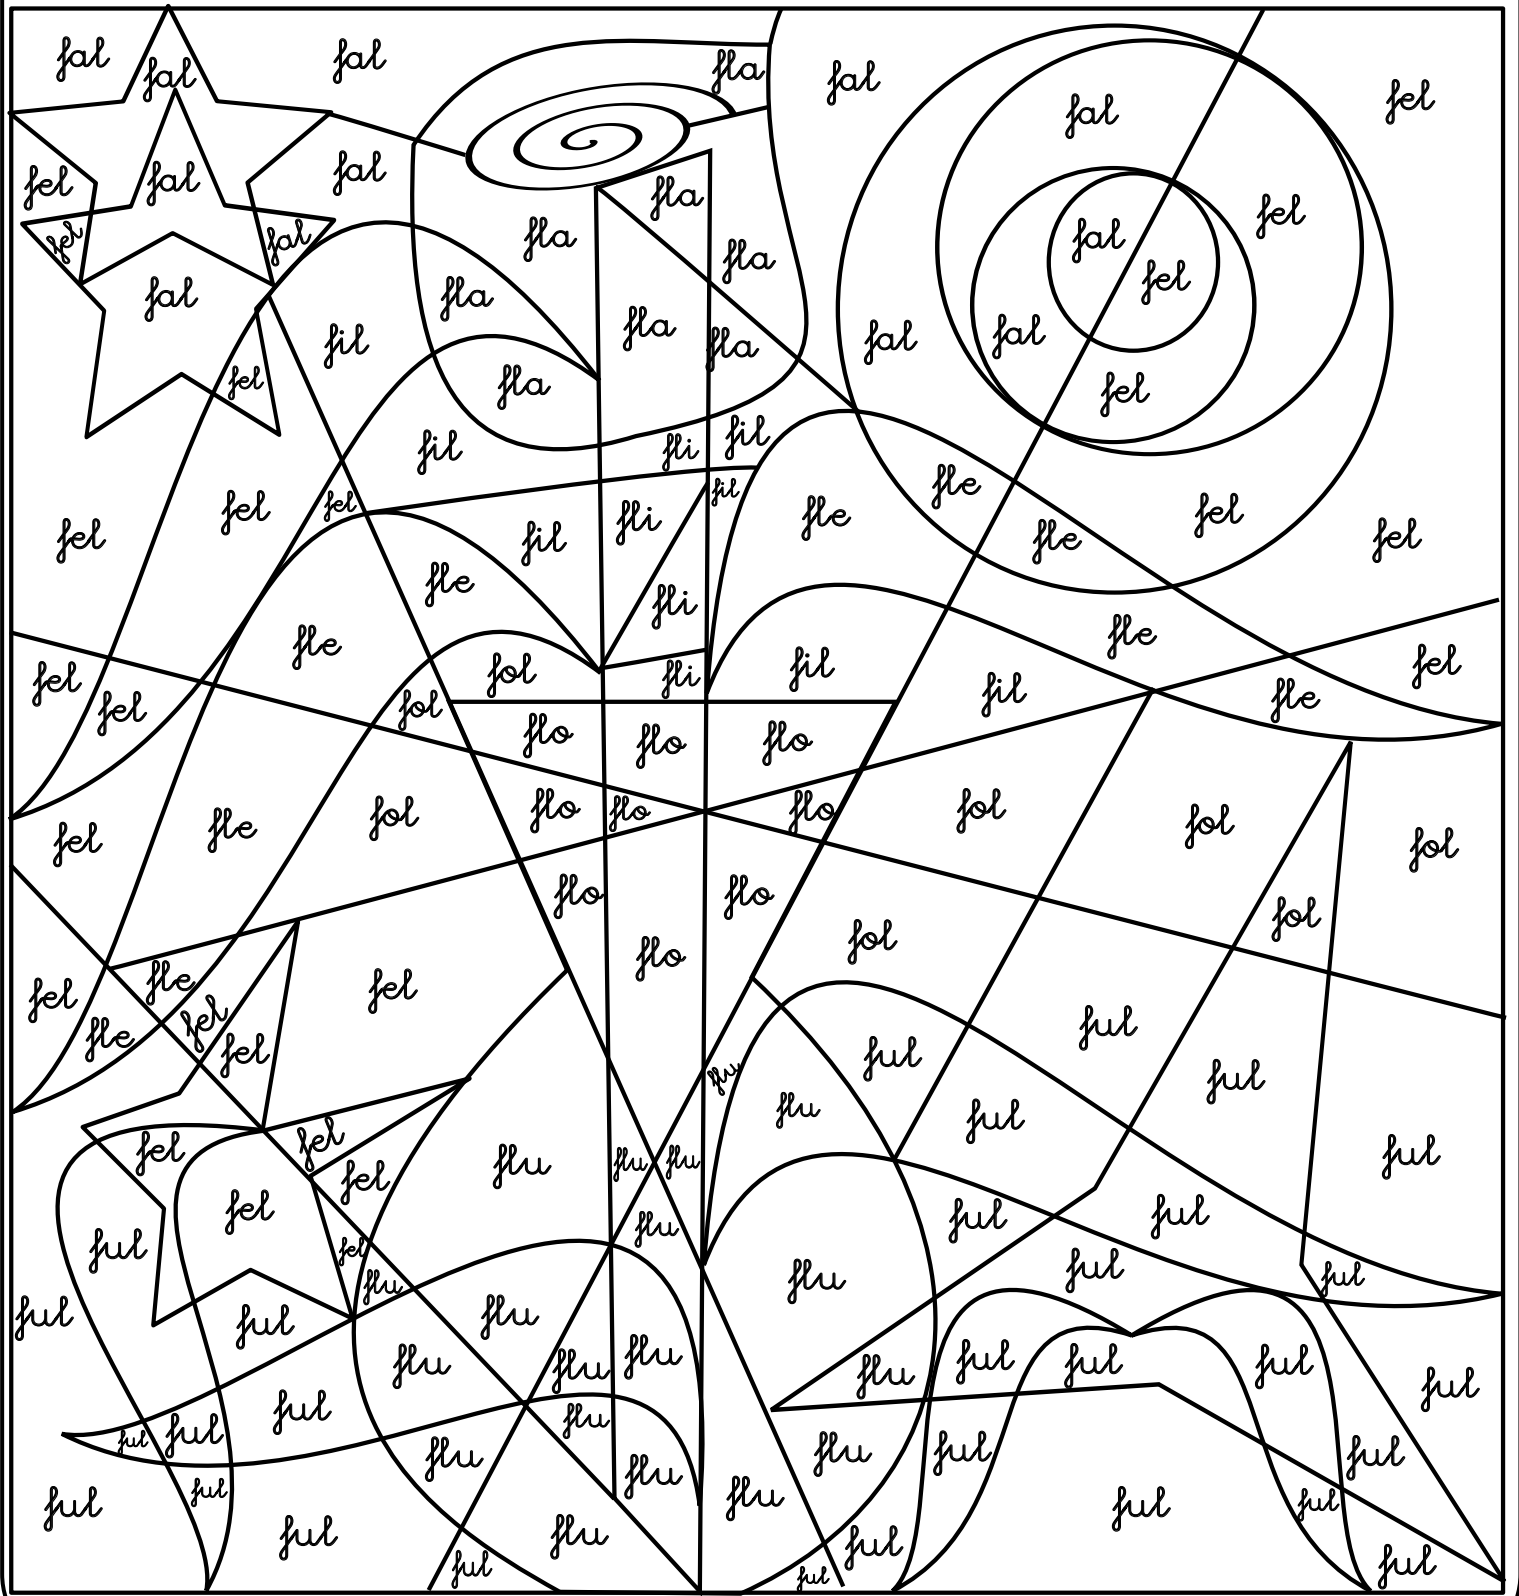 fal fal fla fal fel
fal fal
fel fal fal fla fla fel
fel fal fla fla fal fel
fal fil fla fla fla fal fal fel
fel fla fel
fil fli fil
fel fel fel fil fli fil fle fle fle fel fel
fle fli
fle fol fli fil fle fel
fel fel fol fil fle
flo flo flo
fel fle fol flo flo flo fol fol fol
flo flo fol
fel fle fel flo fol
fle fel fel ful ful
flu flu ful ful ful
fel fel fel flu flu flu ful
ful fel flu ful ful
ful ful fel flu flu flu ful ful
ful flu flu flu flu ful ful ful ful
ful ful ful flu flu flu flu ful ful
ful ful flu ful ful
ful flu ful ful
ful ful